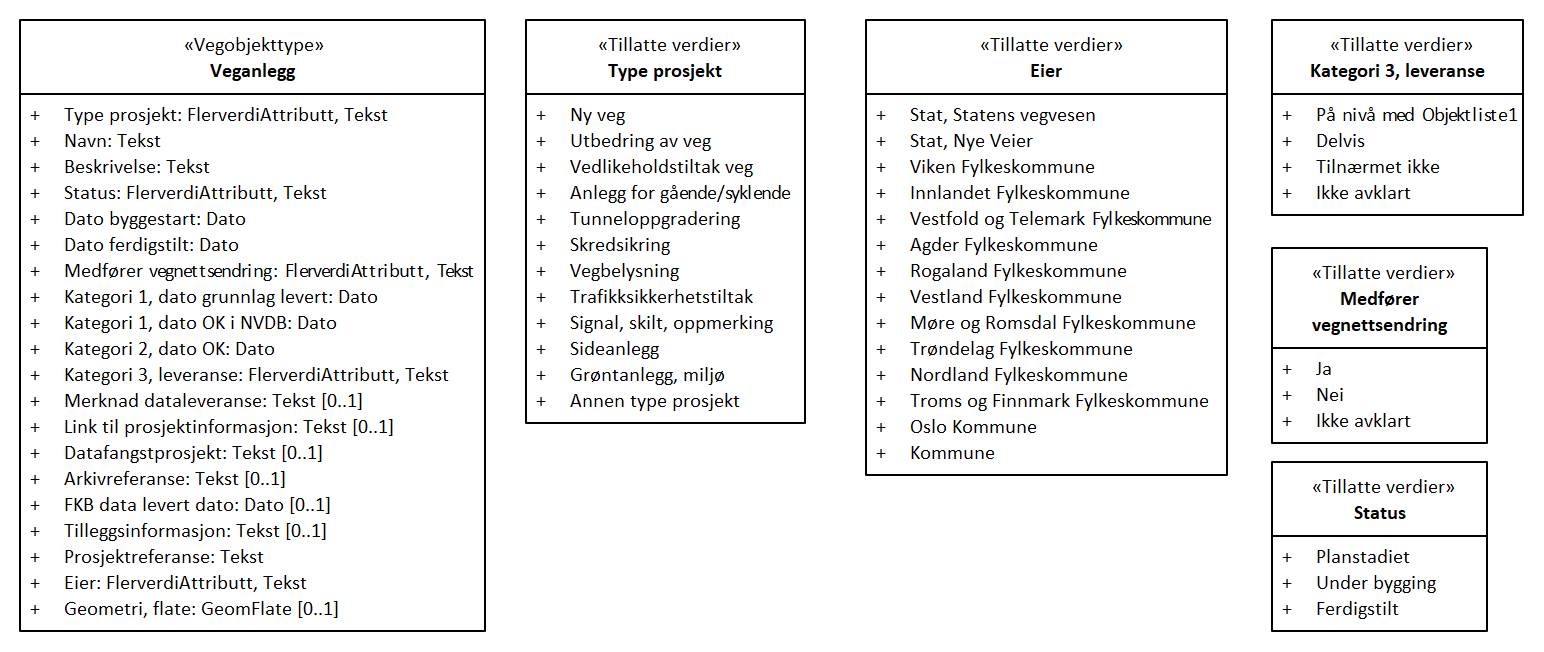 «Vegobjekttype»
Veganlegg
+ Type prosjekt: FlerverdiAttributt, Tekst
+ Navn: Tekst
+ Beskrivelse: Tekst
+ Status: FlerverdiAttributt, Tekst
+ Dato byggestart: Dato
+ Dato ferdigstilt: Dato
+ Medfører vegnettsendring: FlerverdiAttributt, Tekst
+ Kategori 1, dato grunnlag levert: Dato
+ Kategori 1, dato OK i NVDB: Dato
+ Kategori 2, dato OK: Dato
+ Kategori 3, leveranse: FlerverdiAttributt, Tekst
+ Merknad dataleveranse: Tekst [0..1]
+ Link til prosjektinformasjon: Tekst [0..1]
+ Datafangstprosjekt: Tekst [0..1]
+ Arkivreferanse: Tekst [0..1]
+ FKB data levert dato: Dato [0..1]
+ Tilleggsinformasjon: Tekst [0..1]
+ Prosjektreferanse: Tekst
+ Eier: FlerverdiAttributt, Tekst
+ Geometri, flate: GeomFlate [0..1]
«Tillatte verdier»
Type prosjekt
+ Ny veg
+ Utbedring av veg
+ Vedlikeholdstiltak veg
+ Anlegg for gående/syklende
+ Tunneloppgradering
+ Skredsikring
+ Vegbelysning
+ Trafikksikkerhetstiltak
+ Signal, skilt, oppmerking
+ Sideanlegg
+ Grøntanlegg, miljø
+ Annen type prosjekt
«Tillatte verdier»
Eier
+ Stat, Statens vegvesen
+ Stat, Nye Veier
+ Viken Fylkeskommune
+ Innlandet Fylkeskommune
+ Vestfold og Telemark Fylkeskommune
+ Agder Fylkeskommune
+ Rogaland Fylkeskommune
+ Vestland Fylkeskommune
+ Møre og Romsdal Fylkeskommune
+ Trøndelag Fylkeskommune
+ Nordland Fylkeskommune
+ Troms og Finnmark Fylkeskommune
+ Oslo Kommune
+ Kommune
«Tillatte verdier»
Kategori 3, leveranse
+ På nivå med Objektliste1
+ Delvis
+ Tilnærmet ikke
+ Ikke avklart
«Tillatte verdier»
Medfører
vegnettsendring
+ Ja
+ Nei
+ Ikke avklart
«Tillatte verdier»
Status
+ Planstadiet
+ Under bygging
+ Ferdigstilt